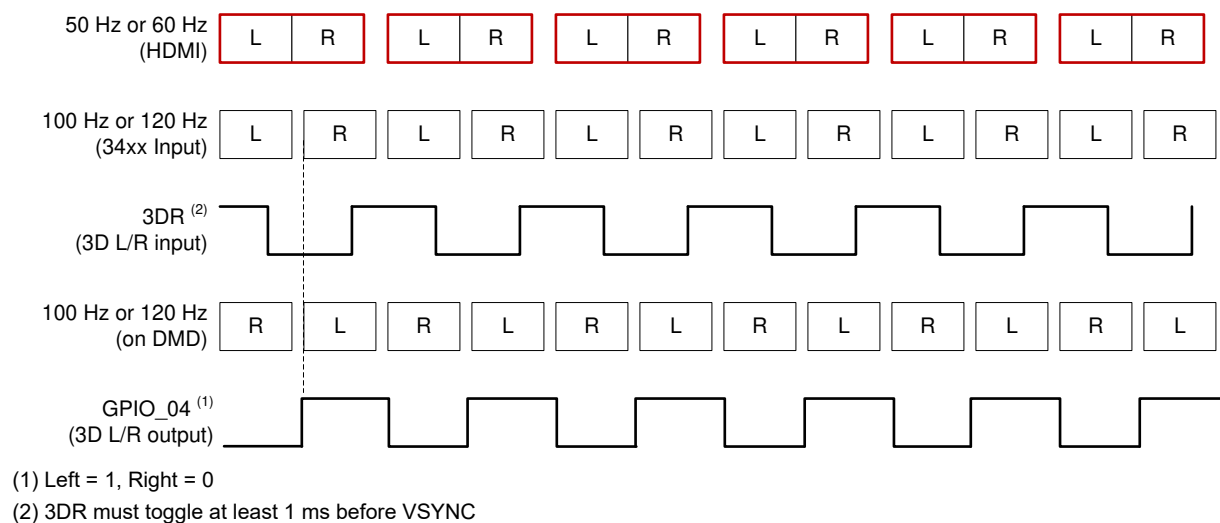 50 Hz or 60 Hz
(HDMI)
L R L R L R L R L R L R
100 Hz or 120 Hz
(34xx Input)
L R L R L R L R L R L R
3DR (2)
(3D L/R input)
100 Hz or 120 Hz
(on DMD)
R L R L R L R L R L R L
GPIO_04 (1)
(3D L/R output)
(1) Left = 1, Right = 0
(2) 3DR must toggle at least 1 ms before VSYNC